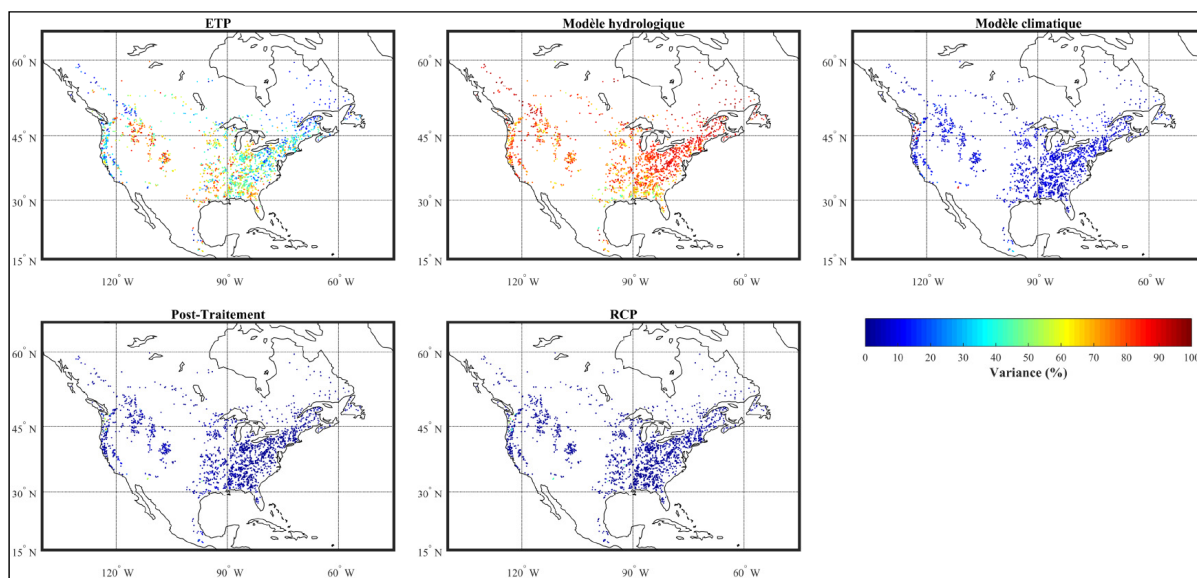 ETP
Modèle hydrologique
Modèle climatique
60° N
45° N
30° N
15° N
120° W
90° W
60° W
60° N
45° N
30° N
15° N
120° W
90° W
60° W
60° N
45° N
30° N
15° N
120° W
90° W
60° W
Post-Traitement
RCP
60° N
45° N
30° N
15° N
120° W
90° W
60° W
60° N
45° N
30° N
15° N
120° W
90° W
60° W
0 10 20 30 40 50 60 70 80 90 100
Variance (%)